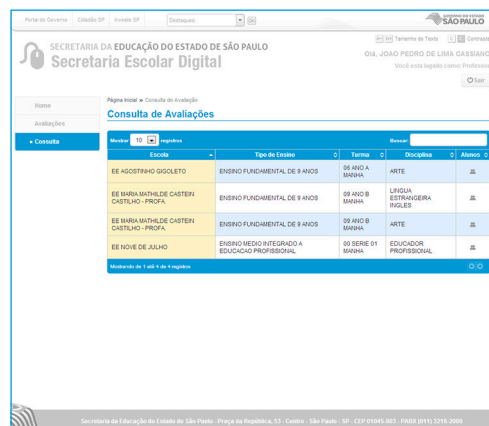 Portal do Governo Cidadão SP Investe SP Destaques: OK
GOVERNO DO ESTADO
SÃO PAULO
Tamanho do Texto Contraste
SECRETARIA DA EDUCAÇÃO DO ESTADO DE SÃO PAULO
Secretaria Escolar Digital
Olá, JOAO PEDRO DE LIMA CASSIANO
Você esta logado como: Professor
Sair
Home
Avaliações
Consulta
Página Inicial » Consulta de Avaliação
Consulta de Avaliações
Mostrar 10 registros Buscar:
Escola Tipo de Ensino Turma Disciplina Alunos
EE AGOSTINHO GIGOLETO ENSINO FUNDAMENTAL DE 9 ANOS 06 ANO A MANHA ARTE
EE MARIA MATHILDE CASTEIN CASTILHO - PROFA. ENSINO FUNDAMENTAL DE 9 ANOS 09 ANO B MANHA LINGUA ESTRANGEIRA INGLES
EE MARIA MATHILDE CASTEIN CASTILHO - PROFA. ENSINO FUNDAMENTAL DE 9 ANOS 09 ANO B MANHA ARTE
EE NOVE DE JULHO ENSINO MEDIO INTEGRADO A EDUCACAO PROFISSIONAL 00 SERIE 01 MANHA EDUCADOR PROFISSIONAL
Mostrando de 1 até 4 de 4 registros
Secretaria da Educação do Estado de São Paulo - Praça da República, 53 - Centro - São Paulo - SP - CEP 01045-903 - PABX (011) 3218-2000